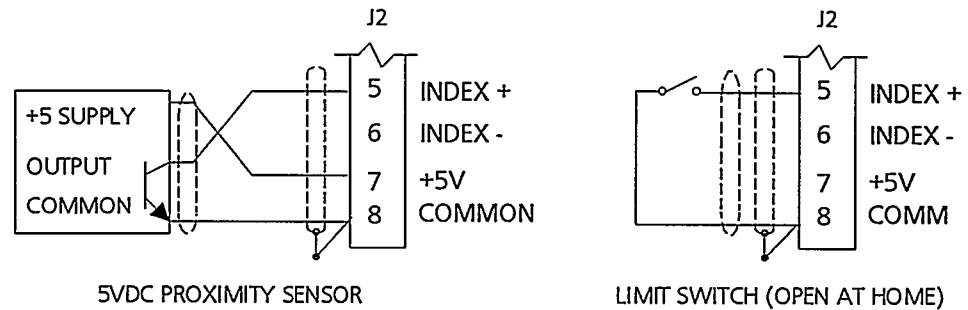 J2
5 INDEX +
+5 SUPPLY
6 INDEX -
OUTPUT
7 +5V
COMMON
8 COMMON
5VDC PROXIMITY SENSOR
J2
5 INDEX +
6 INDEX -
7 +5V
8 COMM
LIMIT SWITCH (OPEN AT HOME)